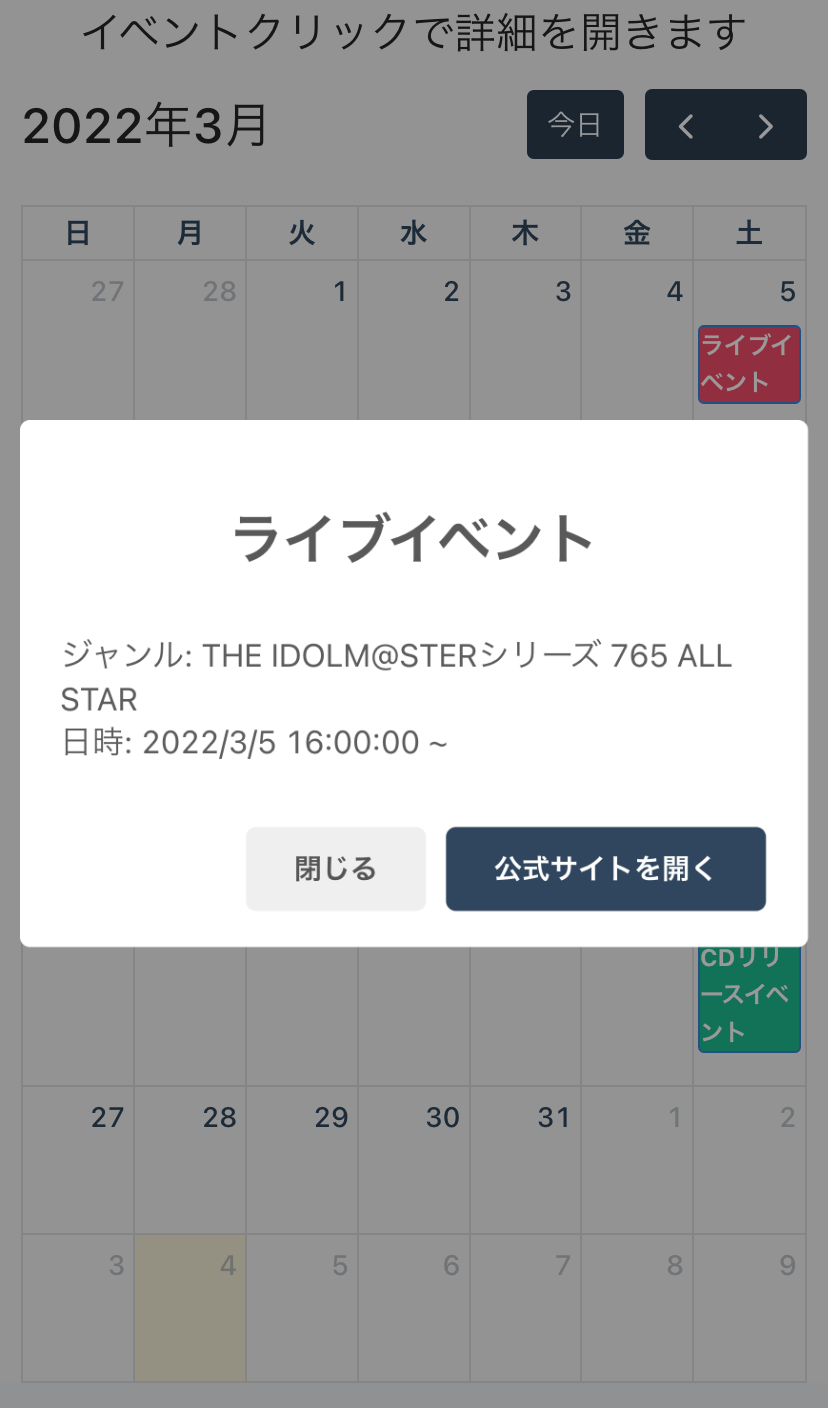 イベントクリックで詳細を開きます
2022年3月
今日
日 月 火 水 木 金 土
27 28 1 2 3 4 5
ライブイ
ベント
ライブイベント
ジャンル: THE IDOLM@STERシリーズ 765 ALL
STAR
日時: 2022/3/5 16:00:00 ~
閉じる
公式サイトを開く
CDリリ
ースイベ
ント
27 28 29 30 31 1 2
3 4 5 6 7 8 9